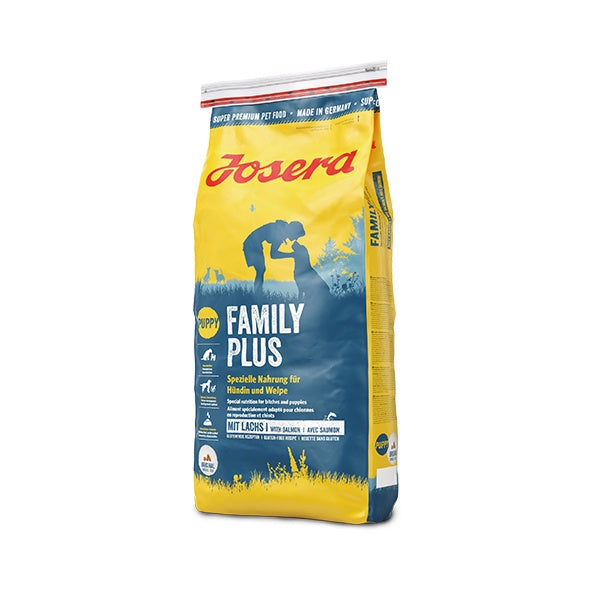 SUPER PREMIUM PET FOOD • MADE IN GERMANY •
Josera
PUPPY
FAMILY
PLUS
Spezielle Nahrung für
Hündin und Welpe
Special nutrition for bitches and puppies
Aliment spécialement adapté pour chiennes
en reproduction et chiots
MIT LACHS | WITH SALMON | AVEC SAUMON
GLUTENFREIE REZEPTUR | GLUTEN-FREE RECIPE | RECETTE SANS GLUTEN
FAMILY
PUPPY